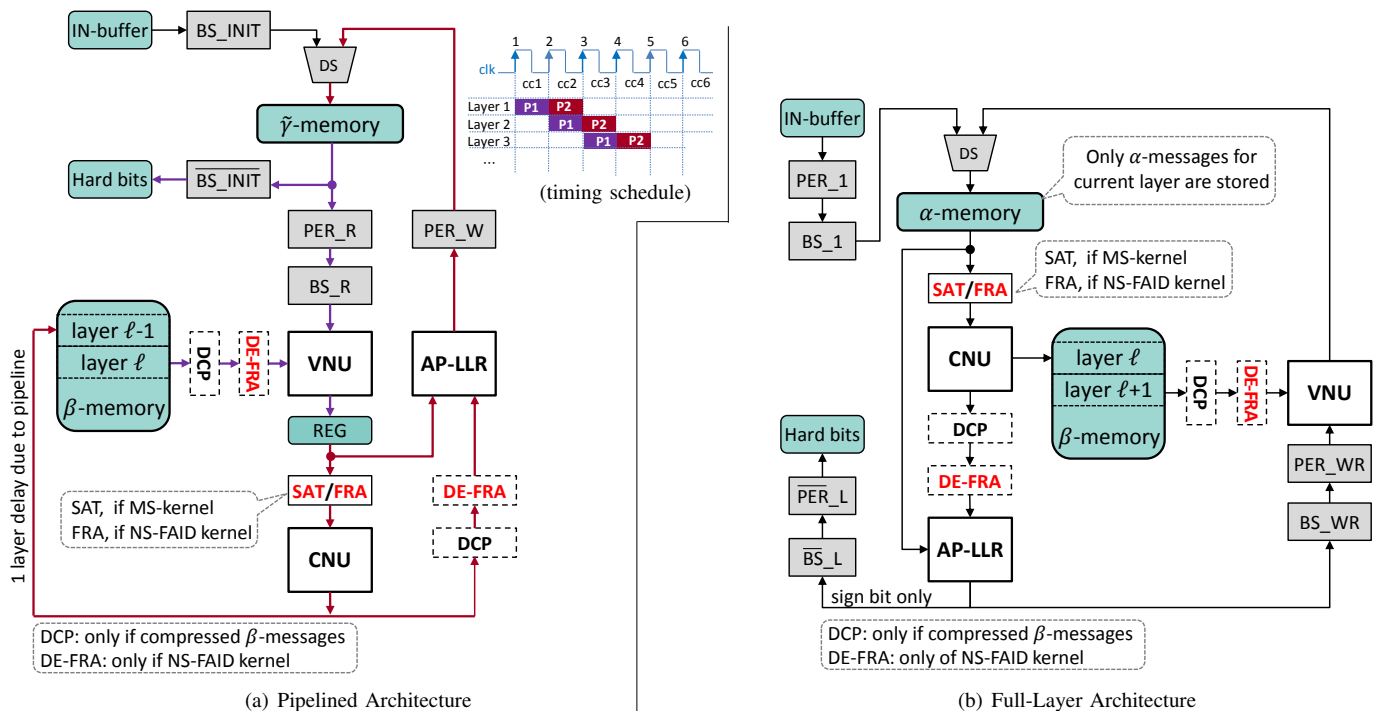 IN-buffer
BS_INIT
DS
γ̃-memory
Hard bits
B̅S̅_̅I̅N̅I̅T̅
PER_R
BS_R
PER_W
layer ℓ-1
layer ℓ
β-memory
DCP
DE-FRA
VNU
AP-LLR
REG
SAT/FRA
SAT, if MS-kernel
FRA, if NS-FAID kernel
CNU
DE-FRA
DCP
1 layer delay due to pipeline
DCP: only if compressed β-messages
DE-FRA: only if NS-FAID kernel
(a) Pipelined Architecture
1 2 3 4 5 6
clk
cc1 cc2 cc3 cc4 cc5 cc6
Layer 1 P1 P2
Layer 2 P1 P2
Layer 3 P1 P2
...
(timing schedule)
IN-buffer
PER_1
BS_1
DS
α-memory
Only α-messages for
current layer are stored
SAT, if MS-kernel
FRA, if NS-FAID kernel
SAT/FRA
CNU
layer ℓ
layer ℓ+1
β-memory
DCP
DE-FRA
VNU
DCP
DE-FRA
AP-LLR
Hard bits
P̅E̅R̅_L
B̅S̅_L
PER_WR
BS_WR
sign bit only
DCP: only if compressed β-messages
DE-FRA: only of NS-FAID kernel
(b) Full-Layer Architecture